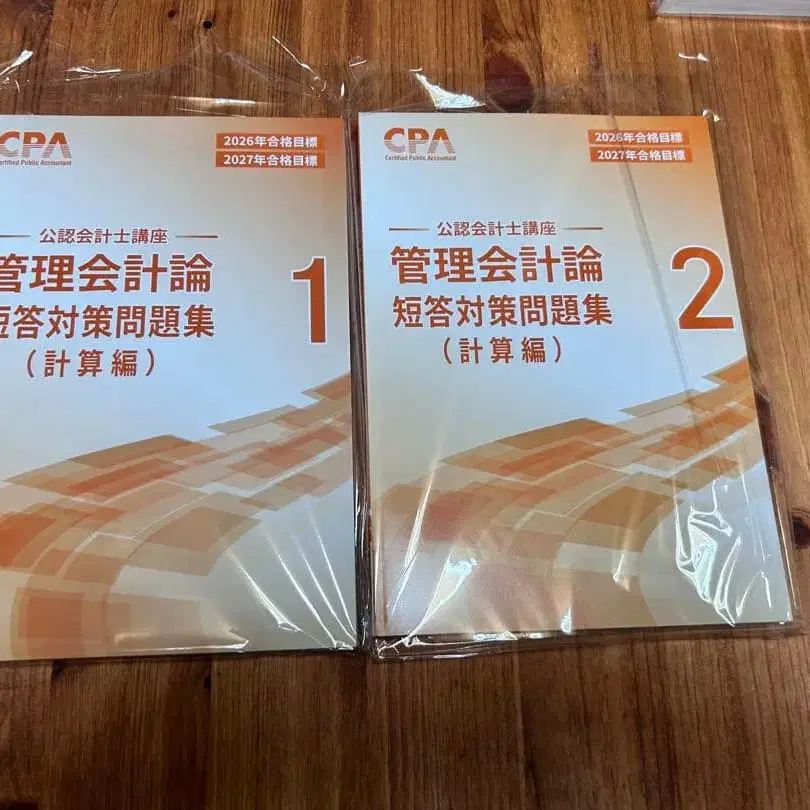 CPA
Certified Public Accountant
2026年合格目標
2027年合格目標
公認会計士講座
管理会計論
短答対策問題集
(計算編)
1
CPA
Certified Public Accountant
2026年合格目標
2027年合格目標
公認会計士講座
管理会計論
短答対策問題集
(計算編)
2